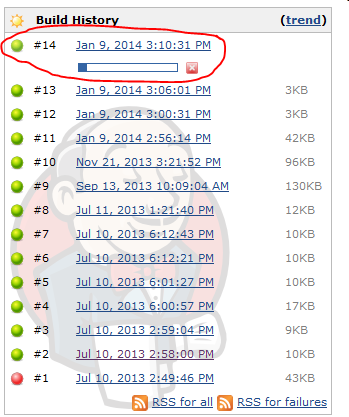 Build History (trend)
#14 Jan 9, 2014 3:10:31 PM
#13 Jan 9, 2014 3:06:01 PM 3KB
#12 Jan 9, 2014 3:00:31 PM 3KB
#11 Jan 9, 2014 2:56:14 PM 42KB
#10 Nov 21, 2013 3:21:52 PM 96KB
#9 Sep 13, 2013 10:09:04 AM 130KB
#8 Jul 11, 2013 1:21:40 PM 12KB
#7 Jul 10, 2013 6:12:43 PM 10KB
#6 Jul 10, 2013 6:12:21 PM 10KB
#5 Jul 10, 2013 6:01:27 PM 10KB
#4 Jul 10, 2013 6:00:57 PM 17KB
#3 Jul 10, 2013 2:59:04 PM 9KB
#2 Jul 10, 2013 2:58:00 PM 10KB
#1 Jul 10, 2013 2:49:46 PM 43KB
RSS for all RSS for failures